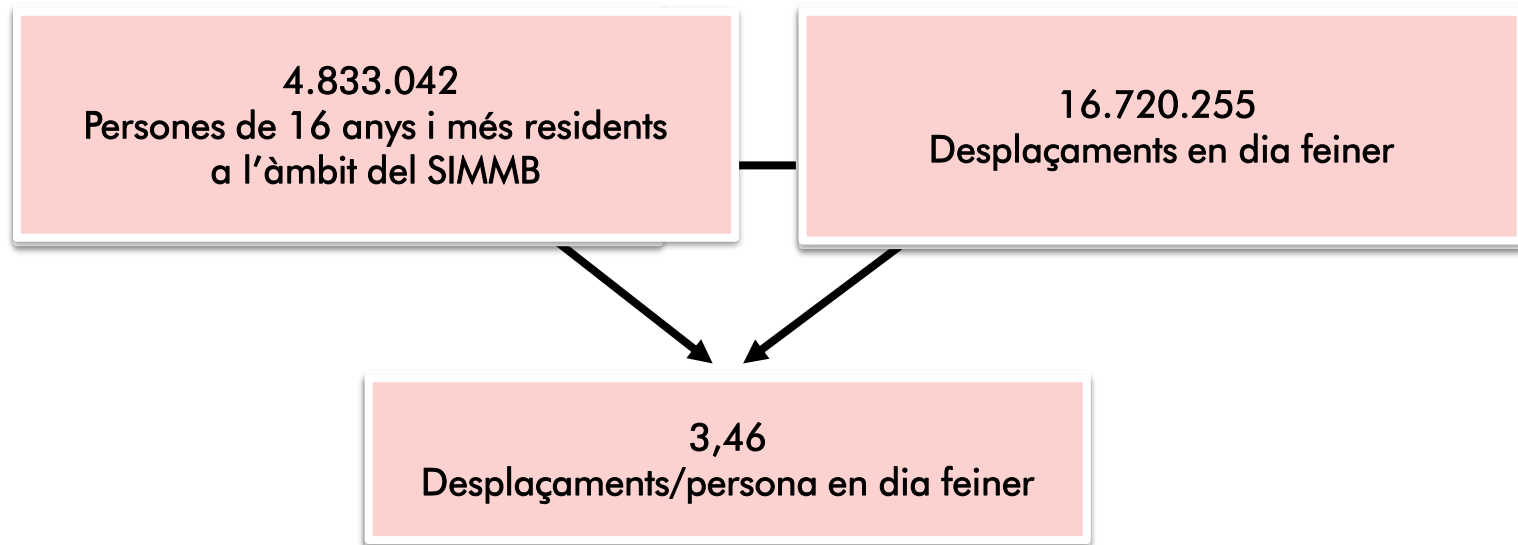 4.833.042
Persones de 16 anys i més residents
a l’àmbit del SIMMB
16.720.255
Desplaçaments en dia feiner
3,46
Desplaçaments/persona en dia feiner